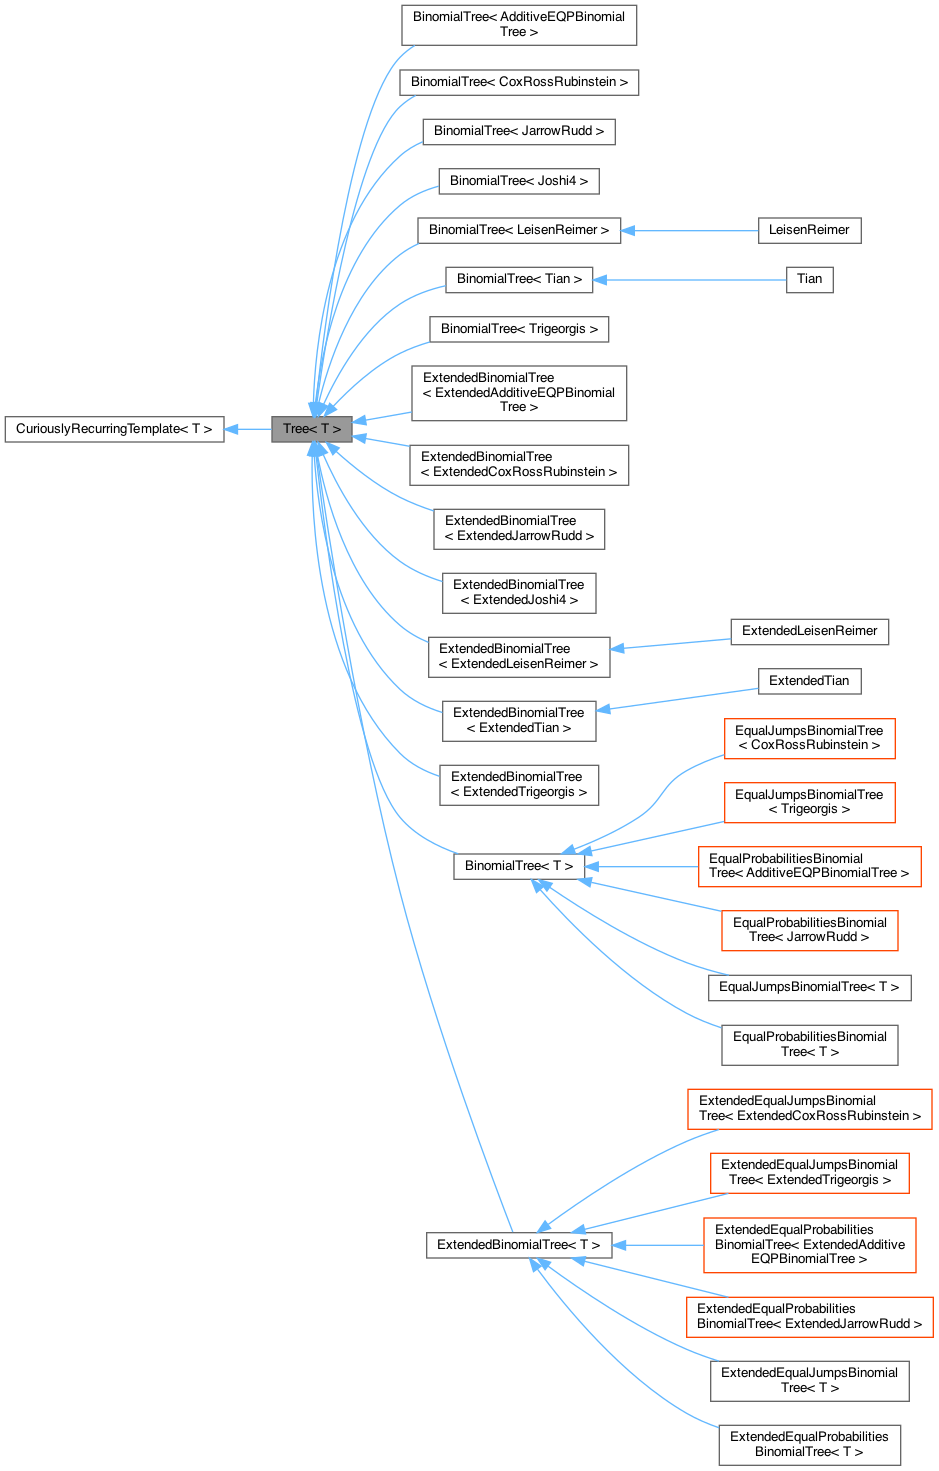 BinomialTree< AdditiveEQPBinomial
Tree >
BinomialTree< CoxRossRubinstein >
BinomialTree< JarrowRudd >
BinomialTree< Joshi4 >
BinomialTree< LeisenReimer >
LeisenReimer
BinomialTree< Tian >
Tian
BinomialTree< Trigeorgis >
ExtendedBinomialTree
< ExtendedAdditiveEQPBinomial
Tree >
CuriouslyRecurringTemplate< T >
Tree< T >
ExtendedBinomialTree
< ExtendedCoxRossRubinstein >
ExtendedBinomialTree
< ExtendedJarrowRudd >
ExtendedBinomialTree
< ExtendedJoshi4 >
ExtendedBinomialTree
< ExtendedLeisenReimer >
ExtendedLeisenReimer
ExtendedBinomialTree
< ExtendedTian >
ExtendedTian
ExtendedBinomialTree
< ExtendedTrigeorgis >
BinomialTree< T >
EqualJumpsBinomialTree
< CoxRossRubinstein >
EqualJumpsBinomialTree
< Trigeorgis >
EqualProbabilitiesBinomial
Tree< AdditiveEQPBinomialTree >
EqualProbabilitiesBinomial
Tree< JarrowRudd >
EqualJumpsBinomialTree< T >
EqualProbabilitiesBinomial
Tree< T >
ExtendedBinomialTree< T >
ExtendedEqualJumpsBinomial
Tree< ExtendedCoxRossRubinstein >
ExtendedEqualJumpsBinomial
Tree< ExtendedTrigeorgis >
ExtendedEqualProbabilities
BinomialTree< ExtendedAdditive
EQPBinomialTree >
ExtendedEqualProbabilities
BinomialTree< ExtendedJarrowRudd >
ExtendedEqualJumpsBinomial
Tree< T >
ExtendedEqualProbabilities
BinomialTree< T >